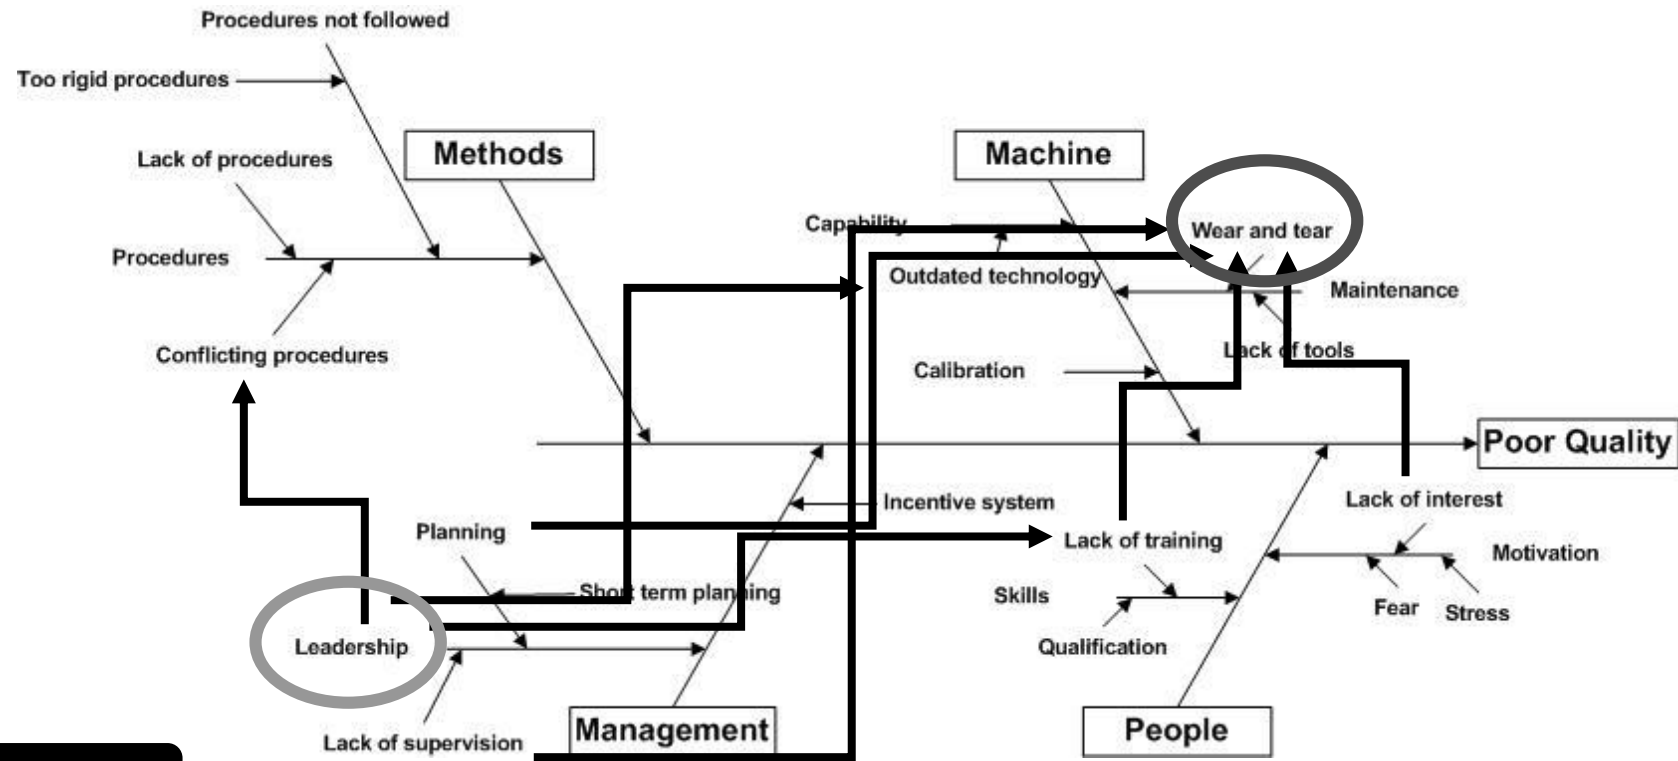 Procedures not followed
Too rigid procedures
Lack of procedures
Methods
Machine
Capability
Wear and tear
Procedures
Outdated technology
Maintenance
Conflicting procedures
Lack of tools
Calibration
Poor Quality
Incentive system
Lack of interest
Planning
Lack of training
Motivation
Short term planning
Skills
Fear
Stress
Leadership
Qualification
Management
People
Lack of supervision